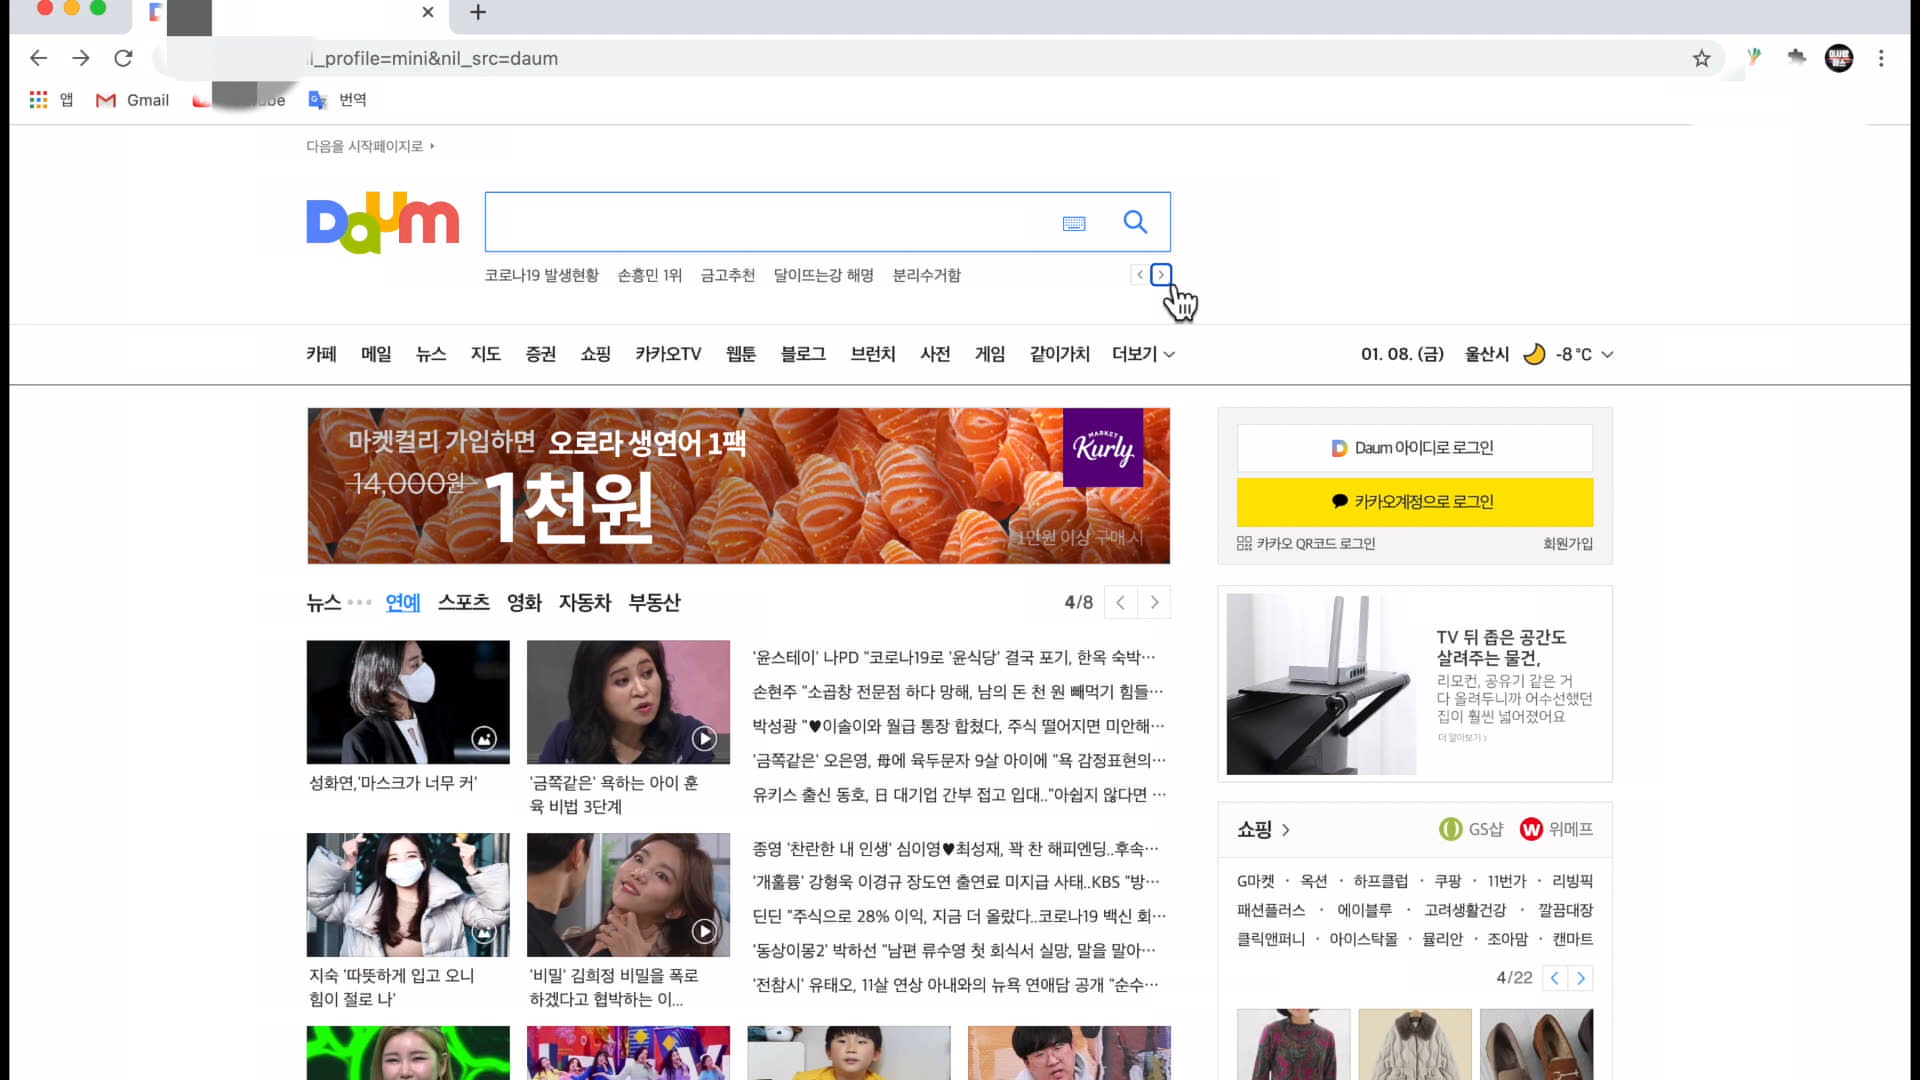 l_profile=mini&nil_src=daum
앱 Gmail 번역
다음을 시작페이지로
Daum
코로나19 발생현황 손흥민 1위 금고추천 달이뜨는강 해명 분리수거함
카페 메일 뉴스 지도 증권 쇼핑 카카오TV 웹툰 블로그 브런치 사전 게임 같이가치 더보기
01. 08. (금) 울산시 -8 °C
마켓컬리 가입하면 오로라 생연어 1팩
14,000원 1천원
1만원 이상 구매 시
MARKET
Kurly
Daum 아이디로 로그인
카카오계정으로 로그인
카카오 QR코드 로그인 회원가입
뉴스 연예 스포츠 영화 자동차 부동산
4/8
성화연,'마스크가 너무 커'
'금쪽같은' 욕하는 아이 훈
육 비법 3단계
'윤스테이' 나PD "코로나19로 '윤식당' 결국 포기, 한옥 숙박…
손현주 "소곱창 전문점 하다 망해, 남의 돈 천 원 빼먹기 힘들…
박성광 "♥이솔이와 월급 통장 합쳤다, 주식 떨어지면 미안해…
'금쪽같은' 오은영, 母에 육두문자 9살 아이에 "욕 감정표현의…
유키스 출신 동호, 日 대기업 간부 접고 입대.."아쉽지 않다면 …
지숙 '따뜻하게 입고 오니
힘이 절로 나'
'비밀' 김희정 비밀을 폭로
하겠다고 협박하는 이...
종영 '찬란한 내 인생' 심이영♥최성재, 꽉 찬 해피엔딩..후속…
'개훌륭' 강형욱 이경규 장도연 출연료 미지급 사태..KBS "방…
딘딘 "주식으로 28% 이익, 지금 더 올랐다..코로나19 백신 회…
'동상이몽2' 박하선 "남편 류수영 첫 회식서 실망, 말을 말아…
'전참시' 유태오, 11살 연상 아내와의 뉴욕 연애담 공개 "순수…
TV 뒤 좁은 공간도
살려주는 물건,
리모컨, 공유기 같은 거
다 올려두니까 어수선했던
집이 훨씬 넓어졌어요
더 알아보기 >
쇼핑 > GS샵 위메프
G마켓 · 옥션 · 하프클럽 · 쿠팡 · 11번가 · 리빙픽
패션플러스 · 에이블루 · 고려생활건강 · 깔끔대장
클릭앤퍼니 · 아이스탁몰 · 뮬리안 · 조아맘 · 캔마트
4/22